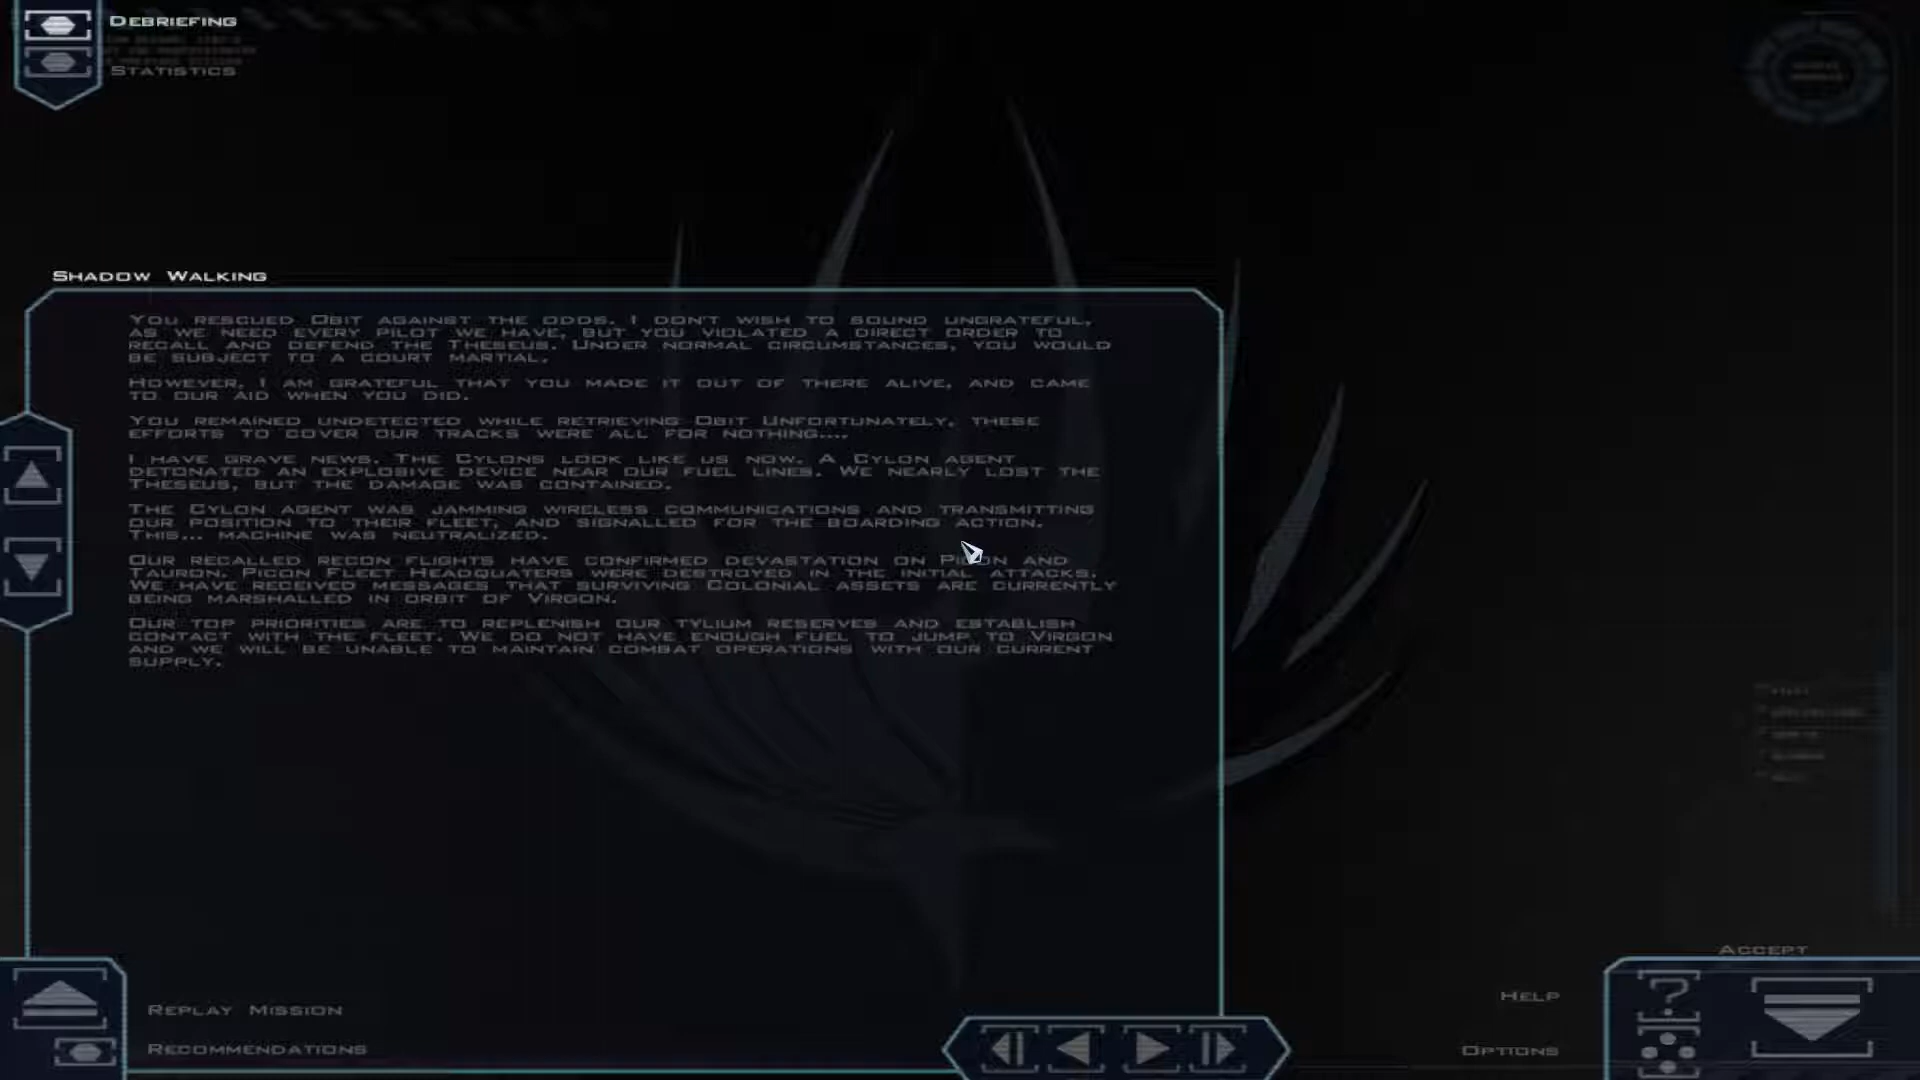 Debriefing
Statistics
Shadow Walking
You rescued Obit against the odds. I don't wish to sound ungrateful,
as we need every pilot we have, but you violated a direct order to
recall and defend the Theseus. Under normal circumstances, you would
be subject to a court martial.
However, I am grateful that you made it out of there alive, and came
to our aid when you did.
You remained undetected while retrieving Obit Unfortunately, these
efforts to cover our tracks were all for nothing....
I have grave news. The Cylons look like us now. A Cylon agent
detonated an explosive device near our fuel lines. We nearly lost the
Theseus, but the damage was contained.
The Cylon agent was jamming wireless communications and transmitting
our position to their fleet, and signalled for the boarding action.
This... machine was neutralized.
Our recalled recon flights have confirmed devastation on Picon and
Tauron. Picon Fleet Headquaters were destroyed in the initial attacks.
We have received messages that surviving Colonial assets are currently
being marshalled in orbit of Virgon.
Our top priorities are to replenish our tylium reserves and establish
contact with the fleet. We do not have enough fuel to jump to Virgon
and we will be unable to maintain combat operations with our current
supply.
Accept
Replay Mission
Help
Recommendations
Options